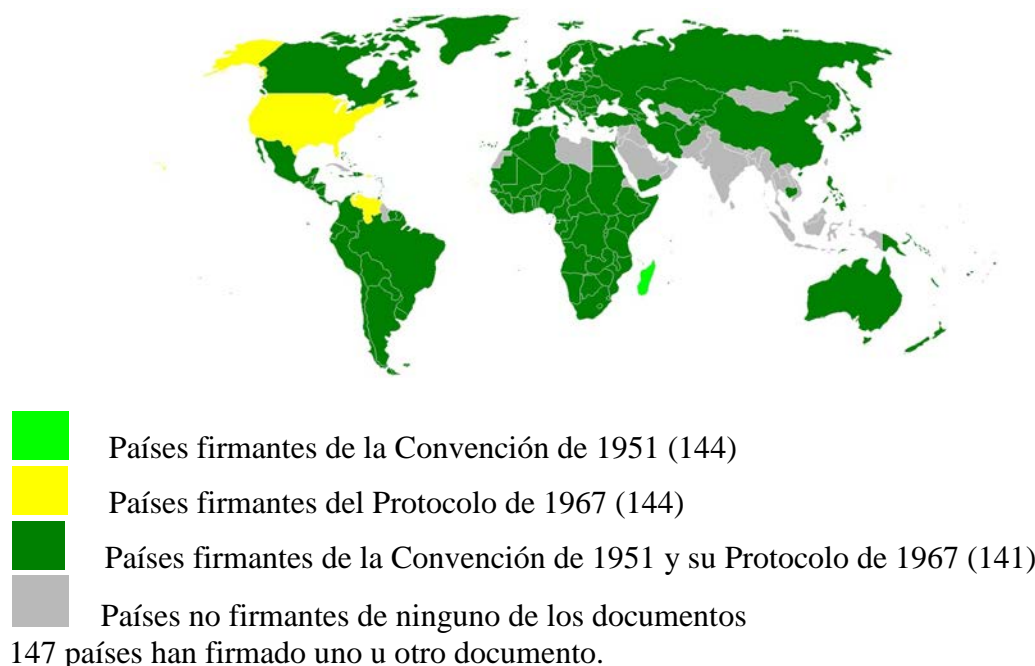 Países firmantes de la Convención de 1951 (144)
Países firmantes del Protocolo de 1967 (144)
Países firmantes de la Convención de 1951 y su Protocolo de 1967 (141)
Países no firmantes de ninguno de los documentos
147 países han firmado uno u otro documento.